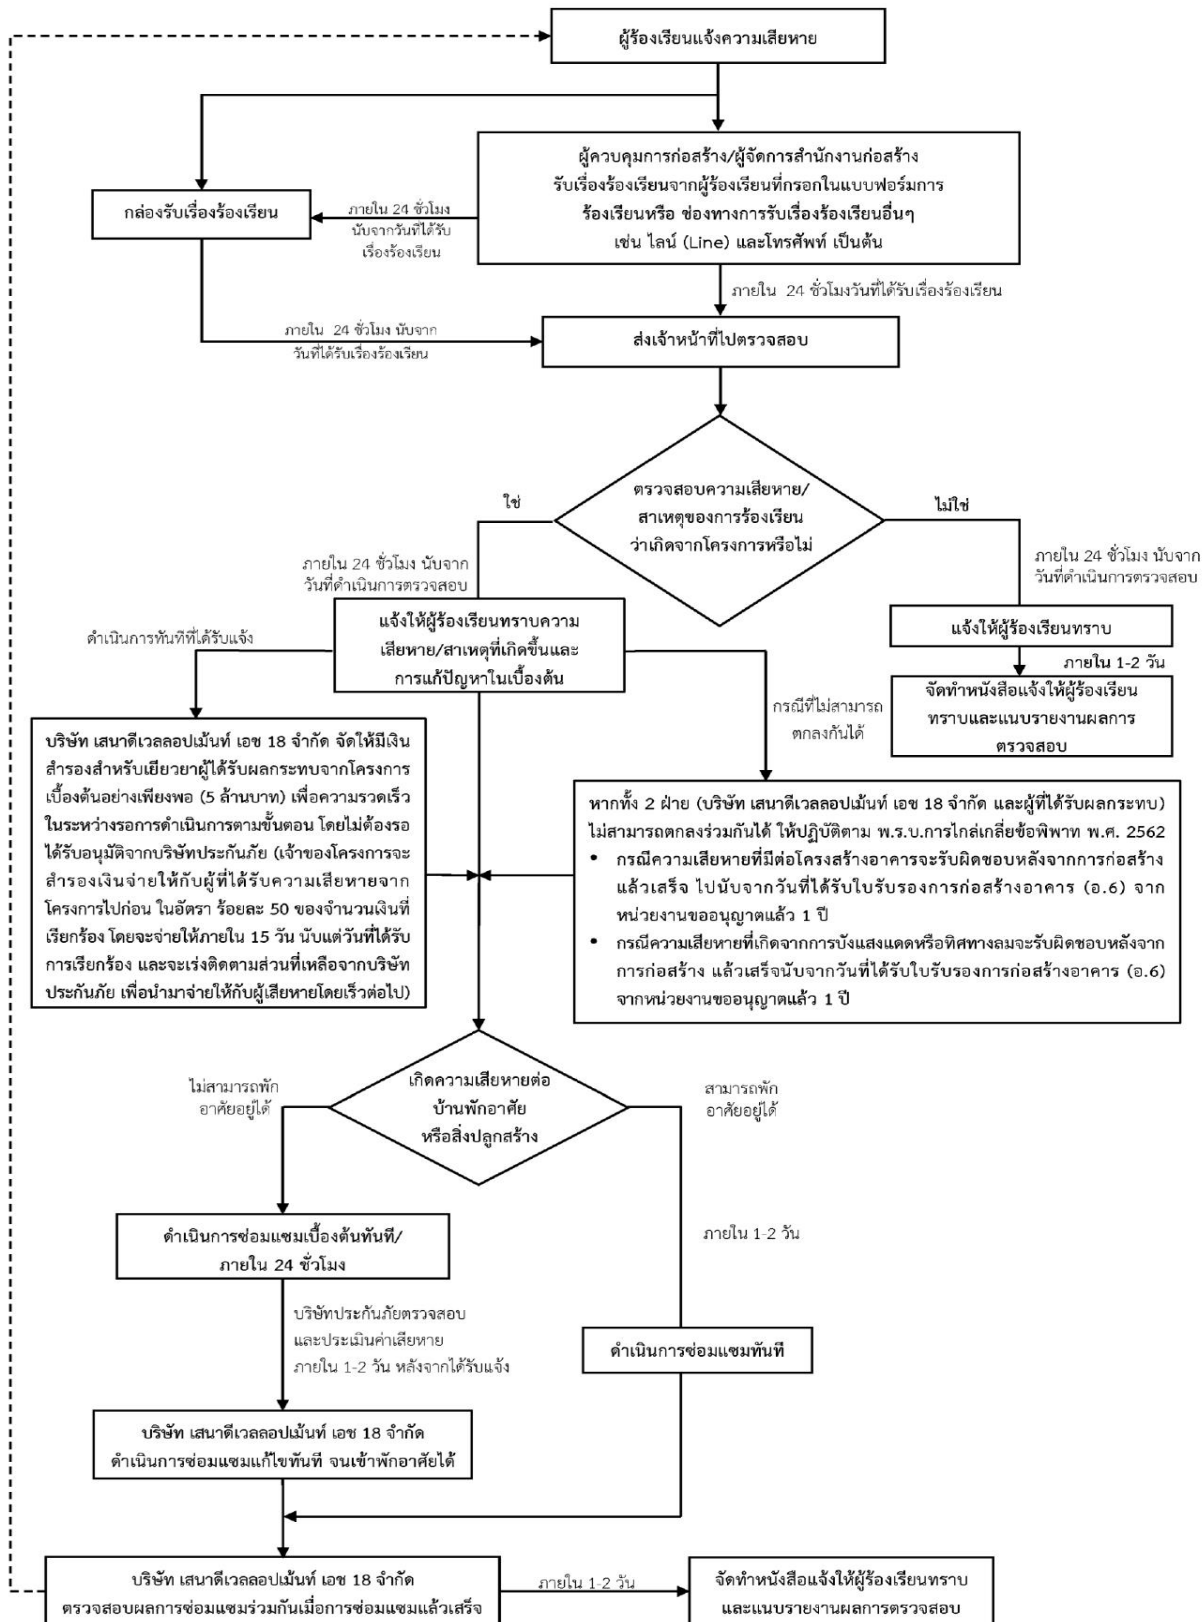 ผู้ร้องเรียนแจ้งความเสียหาย
ผู้ควบคุมการก่อสร้าง/ผู้จัดการสำนักงานก่อสร้าง
รับเรื่องร้องเรียนจากผู้ร้องเรียนที่กรอกในแบบฟอร์มการ
ร้องเรียนหรือ ช่องทางการรับเรื่องร้องเรียนอื่นๆ
เช่น ไลน์ (Line) และโทรศัพท์ เป็นต้น
กล่องรับเรื่องร้องเรียน
ภายใน 24 ชั่วโมง
นับจากวันที่ได้รับ
เรื่องร้องเรียน
ภายใน 24 ชั่วโมงวันที่ได้รับเรื่องร้องเรียน
ภายใน 24 ชั่วโมง นับจาก
วันที่ได้รับเรื่องร้องเรียน
ส่งเจ้าหน้าที่ไปตรวจสอบ
ตรวจสอบความเสียหาย/
สาเหตุของการร้องเรียน
ว่าเกิดจากโครงการหรือไม่
ใช่
ไม่ใช่
ภายใน 24 ชั่วโมง นับจาก
วันที่ดำเนินการตรวจสอบ
ภายใน 24 ชั่วโมง นับจาก
วันที่ดำเนินการตรวจสอบ
แจ้งให้ผู้ร้องเรียนทราบความ
เสียหาย/สาเหตุที่เกิดขึ้นและ
การแก้ปัญหาในเบื้องต้น
แจ้งให้ผู้ร้องเรียนทราบ
ภายใน 1-2 วัน
จัดทำหนังสือแจ้งให้ผู้ร้องเรียน
ทราบและแนบรายงานผลการ
ตรวจสอบ
ดำเนินการทันทีที่ได้รับแจ้ง
กรณีที่ไม่สามารถ
ตกลงกันได้
บริษัท เสนาดีเวลลอปเม้นท์ เอช 18 จำกัด จัดให้มีเงิน
สำรองสำหรับเยียวยาผู้ได้รับผลกระทบจากโครงการ
เบื้องต้นอย่างเพียงพอ (5 ล้านบาท) เพื่อความรวดเร็ว
ในระหว่างรอการดำเนินการตามขั้นตอน โดยไม่ต้องรอ
ได้รับอนุมัติจากบริษัทประกันภัย (เจ้าของโครงการจะ
สำรองเงินจ่ายให้กับผู้ที่ได้รับความเสียหายจาก
โครงการไปก่อน ในอัตรา ร้อยละ 50 ของจำนวนเงินที่
เรียกร้อง โดยจะจ่ายให้ภายใน 15 วัน นับแต่วันที่ได้รับ
การเรียกร้อง และจะเร่งติดตามส่วนที่เหลือจากบริษัท
ประกันภัย เพื่อนำมาจ่ายให้กับผู้เสียหายโดยเร็วต่อไป)
หากทั้ง 2 ฝ่าย (บริษัท เสนาดีเวลลอปเม้นท์ เอช 18 จำกัด และผู้ที่ได้รับผลกระทบ)
ไม่สามารถตกลงร่วมกันได้ ให้ปฏิบัติตาม พ.ร.บ.การไกล่เกลี่ยข้อพิพาท พ.ศ. 2562
• กรณีความเสียหายที่มีต่อโครงสร้างอาคารจะรับผิดชอบหลังจากการก่อสร้าง
แล้วเสร็จ ไปนับจากวันที่ได้รับใบรับรองการก่อสร้างอาคาร (อ.6) จาก
หน่วยงานขออนุญาตแล้ว 1 ปี
• กรณีความเสียหายที่เกิดจากการบังแสงแดดหรือทิศทางลมจะรับผิดชอบหลังจาก
การก่อสร้าง แล้วเสร็จนับจากวันที่ได้รับใบรับรองการก่อสร้างอาคาร (อ.6)
จากหน่วยงานขออนุญาตแล้ว 1 ปี
เกิดความเสียหายต่อ
บ้านพักอาศัย
หรือสิ่งปลูกสร้าง
ไม่สามารถพัก
อาศัยอยู่ได้
สามารถพัก
อาศัยอยู่ได้
ดำเนินการซ่อมแซมเบื้องต้นทันที/
ภายใน 24 ชั่วโมง
ภายใน 1-2 วัน
บริษัทประกันภัยตรวจสอบ
และประเมินค่าเสียหาย
ภายใน 1-2 วัน หลังจากได้รับแจ้ง
ดำเนินการซ่อมแซมทันที
บริษัท เสนาดีเวลลอปเม้นท์ เอช 18 จำกัด
ดำเนินการซ่อมแซมแก้ไขทันที จนเข้าพักอาศัยได้
บริษัท เสนาดีเวลลอปเม้นท์ เอช 18 จำกัด
ตรวจสอบผลการซ่อมแซมร่วมกันเมื่อการซ่อมแซมแล้วเสร็จ
ภายใน 1-2 วัน
จัดทำหนังสือแจ้งให้ผู้ร้องเรียนทราบ
และแนบรายงานผลการตรวจสอบ